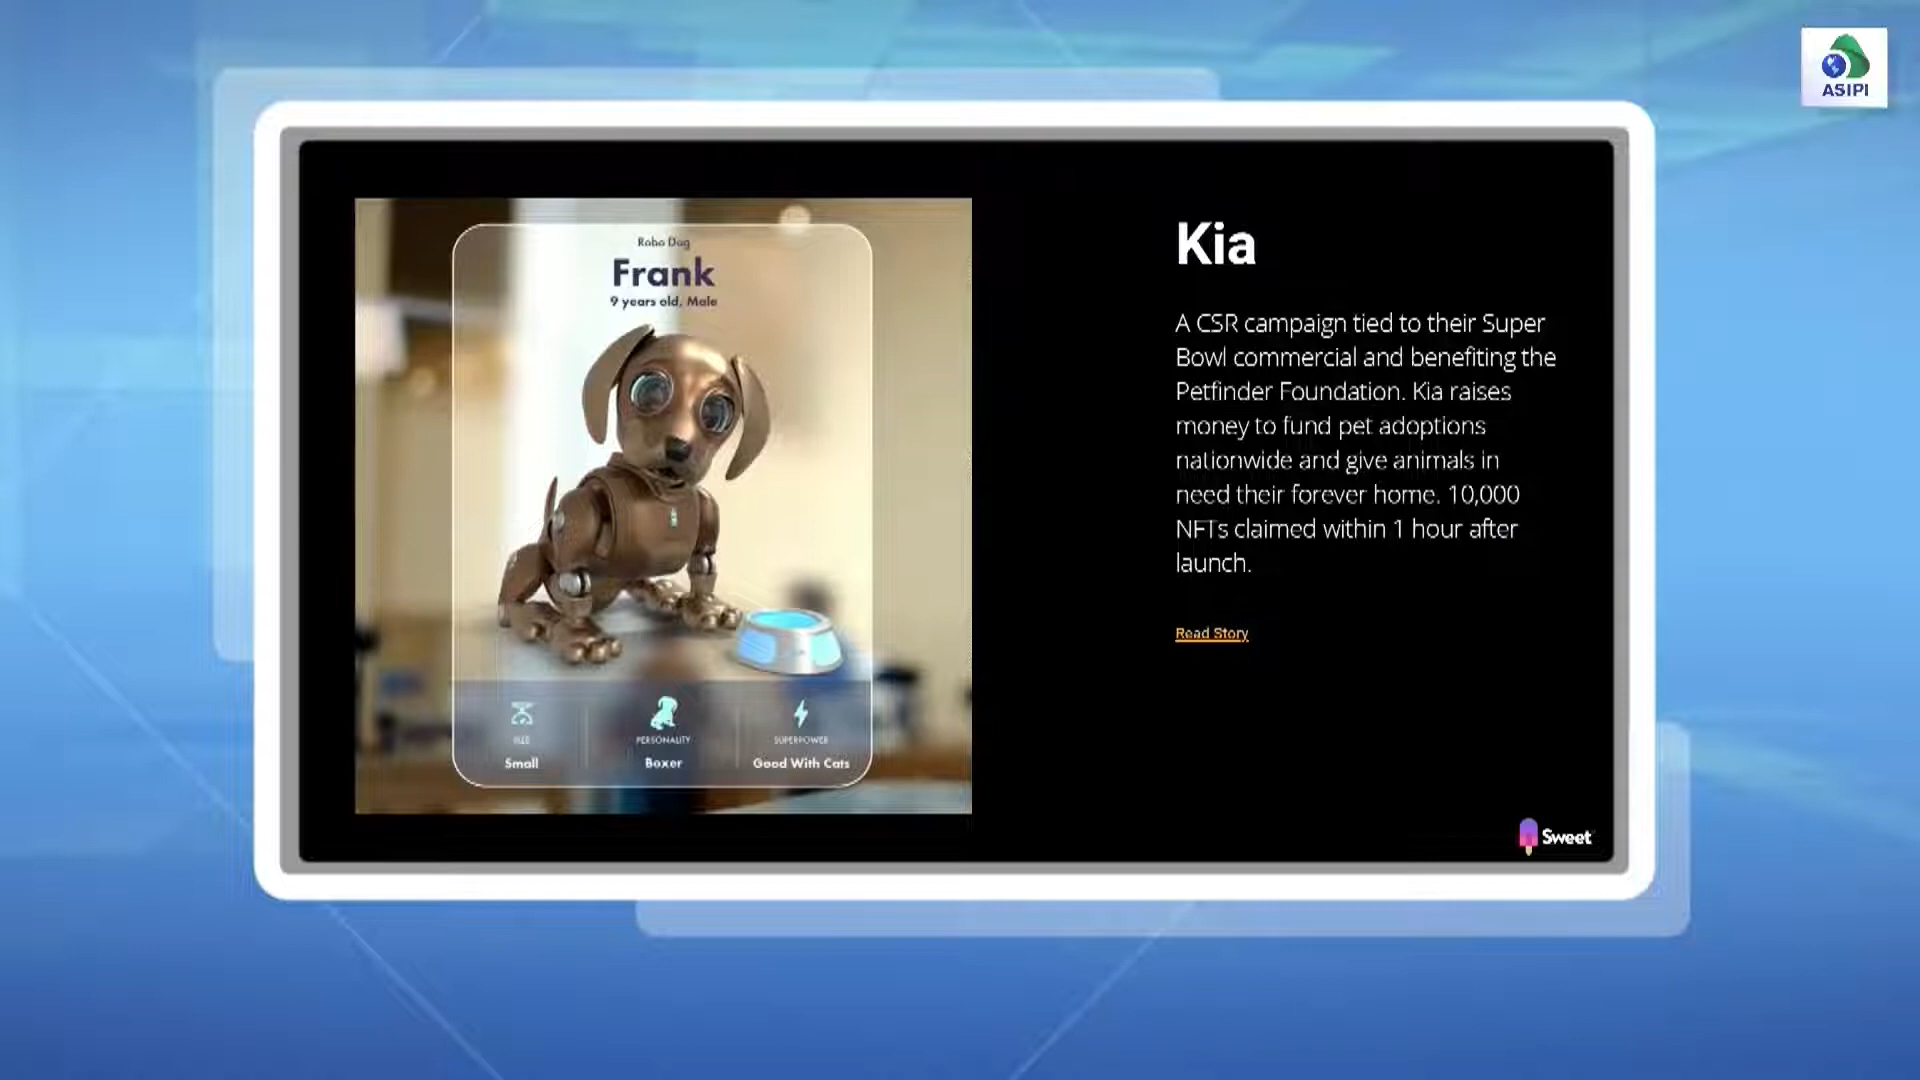 ASIPI
Robo Dog
Frank
9 years old, Male
SIZE
PERSONALITY
SUPERPOWER
Small
Boxer
Good With Cats
Kia
A CSR campaign tied to their Super
Bowl commercial and benefiting the
Petfinder Foundation. Kia raises
money to fund pet adoptions
nationwide and give animals in
need their forever home. 10,000
NFTs claimed within 1 hour after
launch.
Read Story
Sweet